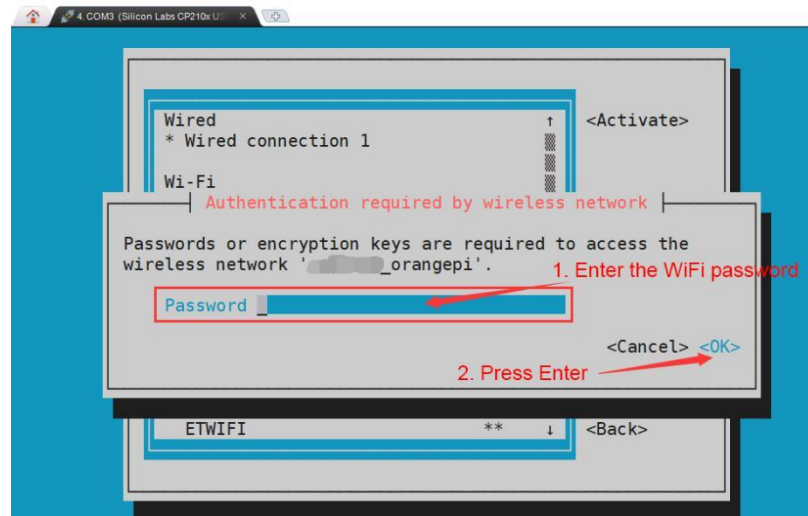 4. COM3 (Silicon Labs CP210x US
Wired
<Activate>
* Wired connection 1
Wi-Fi
Authentication required by wireless network
Passwords or encryption keys are required to access the
wireless network '_orangepi'.
1. Enter the WiFi password
Password
<Cancel> <OK>
2. Press Enter
ETWIFI **
<Back>